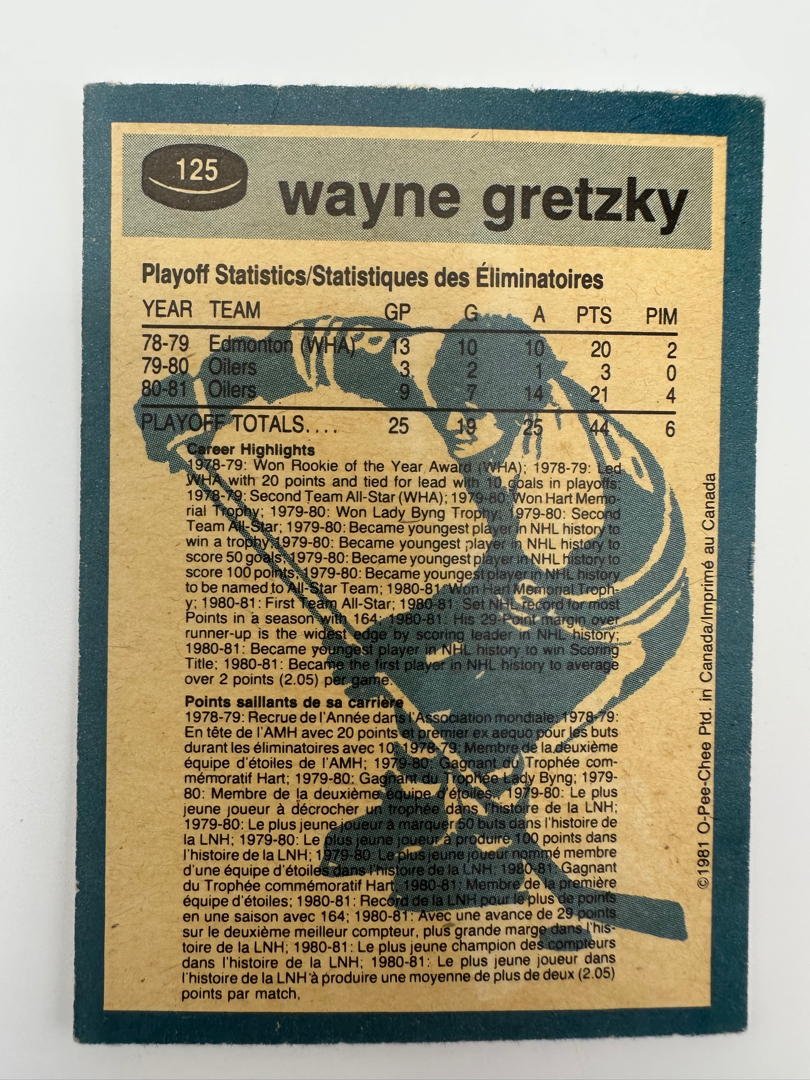 125
wayne gretzky
Playoff Statistics/Statistiques des Éliminatoires
YEAR TEAM GP G A PTS PIM
78-79 Edmonton (WHA) 13 10 10 20 2
79-80 Oilers 3 2 1 3 0
80-81 Oilers 9 7 14 21 4
PLAYOFF TOTALS.... 25 19 25 44 6
Career Highlights
1978-79: Won Rookie of the Year Award (WHA); 1978-79: Led
WHA with 20 points and tied for lead with 10 goals in playoffs;
1978-79: Second Team All-Star (WHA); 1979-80: Won Hart Memo-
rial Trophy; 1979-80: Won Lady Byng Trophy; 1979-80: Second
Team All-Star; 1979-80: Became youngest player in NHL history to
win a trophy; 1979-80: Became youngest player in NHL history to
score 50 goals; 1979-80: Became youngest player in NHL history to
score 100 points; 1979-80: Became youngest player in NHL history
to be named to All-Star Team; 1980-81: Won Hart Memorial Troph-
y; 1980-81: First Team All-Star; 1980-81: Set NHL record for most
Points in a season with 164; 1980-81: His 29-Point margin over
runner-up is the widest edge by scoring leader in NHL history;
1980-81: Became youngest player in NHL history to win Scoring
Title; 1980-81: Became the first player in NHL history to average
over 2 points (2.05) per game.
Points saillants de sa carrière
1978-79: Recrue de l'Année dans l'Association mondiale; 1978-79:
En tête de l'AMH avec 20 points et premier ex aequo pour les buts
durant les éliminatoires avec 10; 1978-79: Membre de la deuxième
équipe d'étoiles de l'AMH; 1979-80: Gagnant du Trophée com-
mémoratif Hart; 1979-80: Gagnant du Trophée Lady Byng; 1979-
80: Membre de la deuxième équipe d'étoiles.; 1979-80: Le plus
jeune joueur à décrocher un trophée dans l'histoire de la LNH;
1979-80: Le plus jeune joueur à marquer 50 buts dans l'histoire de
la LNH; 1979-80: Le plus jeune joueur à produire 100 points dans
l'histoire de la LNH; 1979-80: Le plus jeune joueur nommé membre
d'une équipe d'étoiles dans l'histoire de la LNH; 1980-81: Gagnant
du Trophée commémoratif Hart; 1980-81: Membre de la première
équipe d'étoiles; 1980-81: Record de la LNH pour le plus de points
en une saison avec 164; 1980-81: Avec une avance de 29 points
sur le deuxième meilleur compteur, plus grande marge dans l'his-
toire de la LNH; 1980-81: Le plus jeune champion des compteurs
dans l'histoire de la LNH; 1980-81: Le plus jeune joueur dans
l'histoire de la LNH à produire une moyenne de plus de deux (2.05)
points par match,
©1981 O-Pee-Chee Ptd. in Canada/Imprimé au Canada